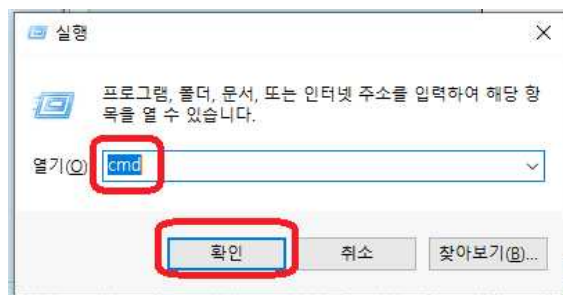 실행
프로그램, 폴더, 문서, 또는 인터넷 주소를 입력하여 해당 항
목을 열 수 있습니다.
열기(O) cmd
확인 취소 찾아보기(B)...